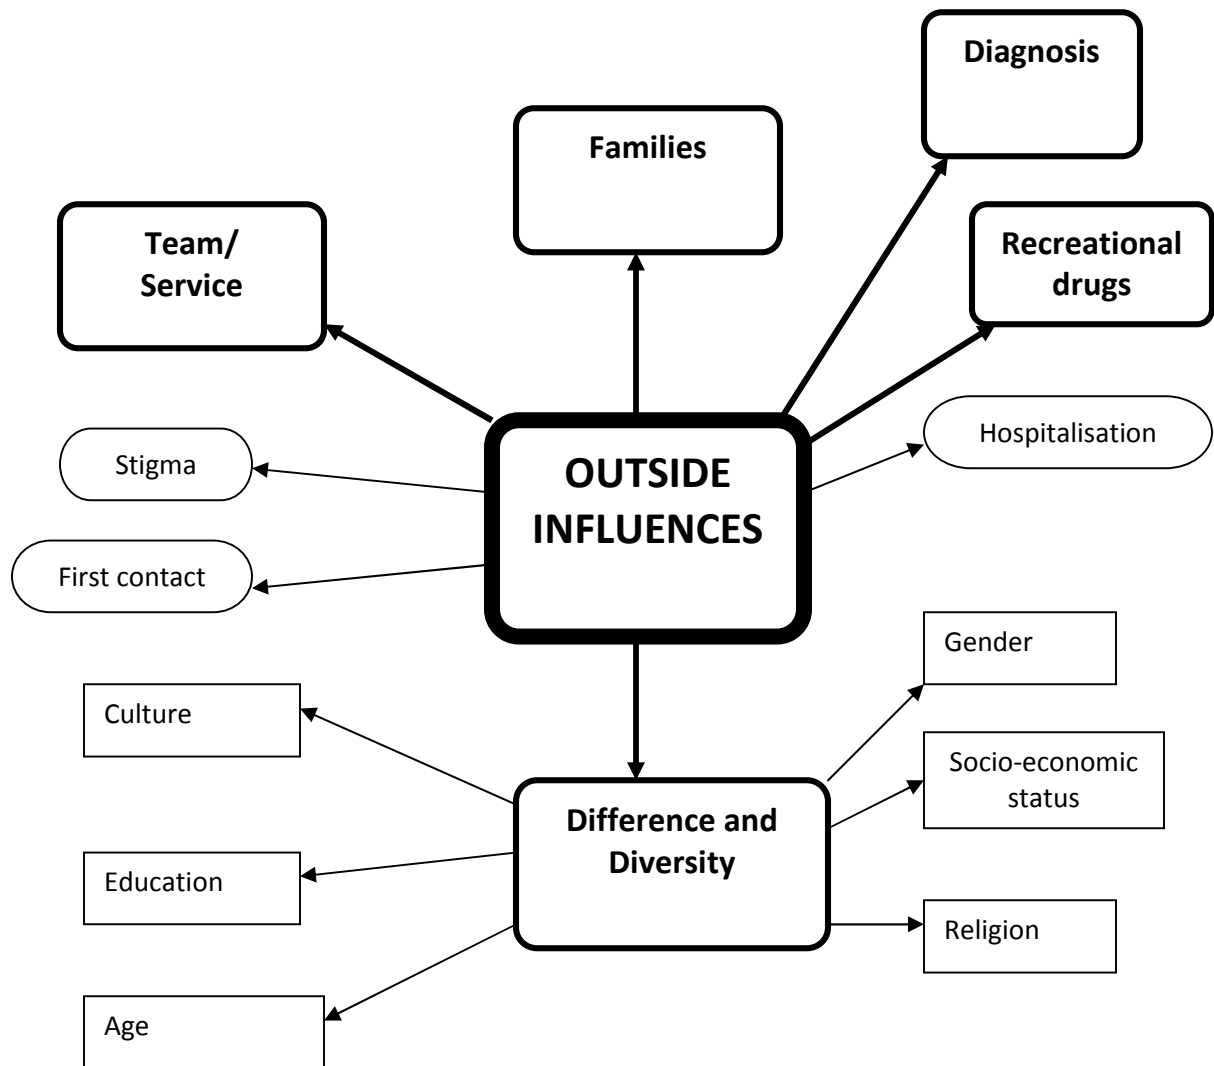 Diagnosis
Families
Team/
Service
Recreational
drugs
Hospitalisation
Stigma
OUTSIDE
INFLUENCES
First contact
Gender
Culture
Socio-economic
status
Difference and
Diversity
Education
Religion
Age